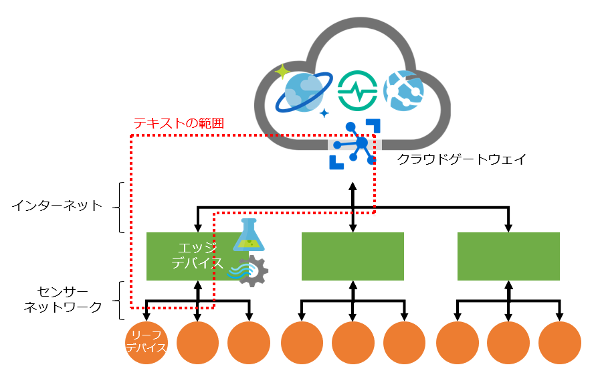 テキストの範囲
クラウドゲートウェイ
インターネット
エッジ
デバイス
センサー
ネットワーク
リーフ
デバイス